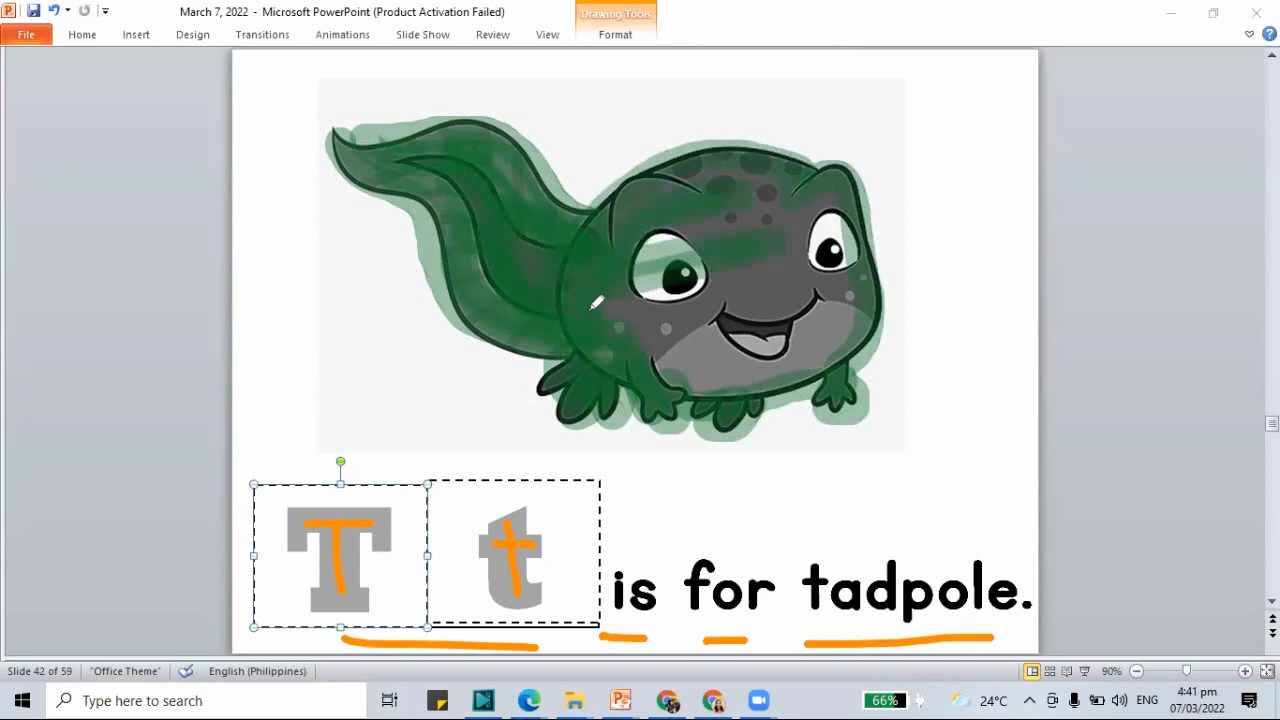 March 7, 2022 - Microsoft PowerPoint (Product Activation Failed)
Drawing Tools
File Home Insert Design Transitions Animations Slide Show Review View Format
T t is for tadpole.
Slide 42 of 59 "Office Theme" English (Philippines) 90%
Type here to search 66% 24°C ENG 4:41 pm
07/03/2022